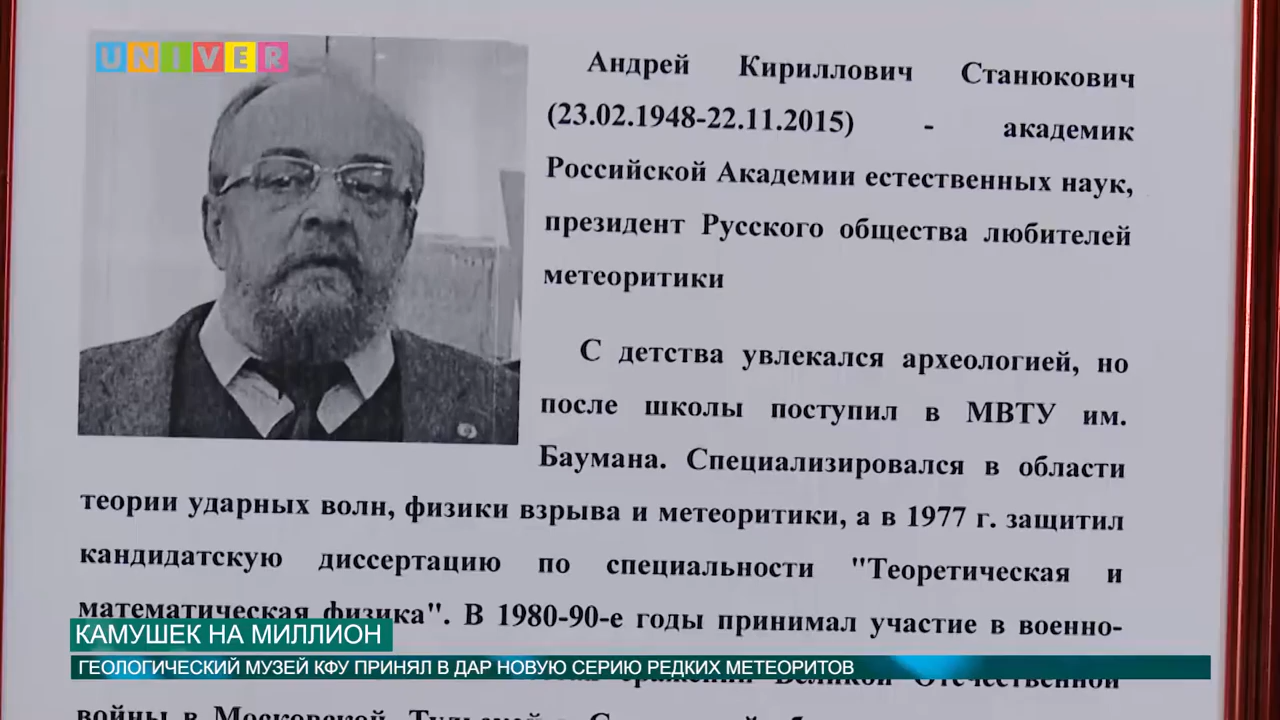 UNIVER
Андрей Кириллович Станюкович
(23.02.1948-22.11.2015) - академик
Российской Академии естественных наук,
президент Русского общества любителей
метеоритики
С детства увлекался археологией, но
после школы поступил в МВТУ им.
Баумана. Специализировался в области
теории ударных волн, физики взрыва и метеоритики, а в 1977 г. защитил
кандидатскую диссертацию по специальности "Теоретическая и
математическая физика". В 1980-90-е годы принимал участие в военно-
КАМУШЕК НА МИЛЛИОН
ГЕОЛОГИЧЕСКИЙ МУЗЕЙ КФУ ПРИНЯЛ В ДАР НОВУЮ СЕРИЮ РЕДКИХ МЕТЕОРИТОВ
Великой Отечественной
войны в Московской, Тульской